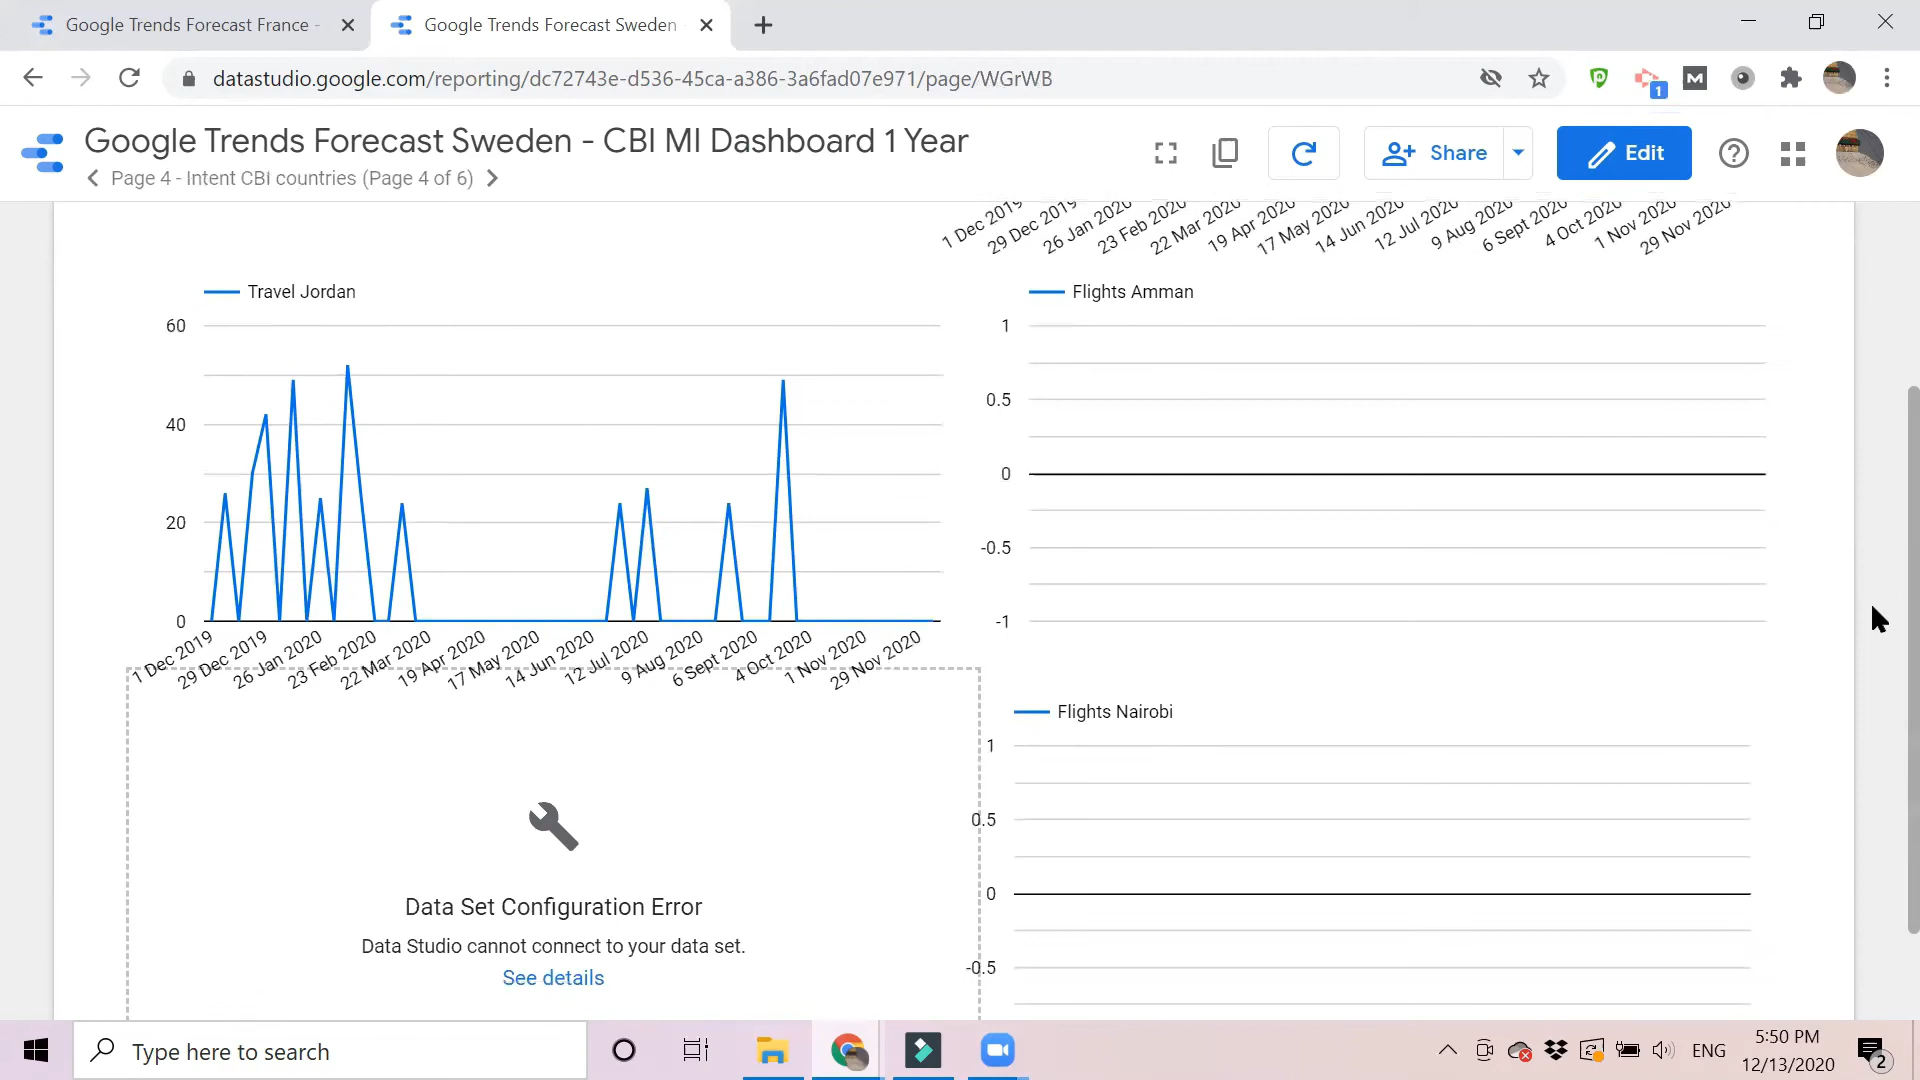 Google Trends Forecast France -
Google Trends Forecast Sweden
datastudio.google.com/reporting/dc72743e-d536-45ca-a386-3a6fad07e971/page/WGrWB
1
M
Google Trends Forecast Sweden - CBI MI Dashboard 1 Year
Page 4 - Intent CBI countries (Page 4 of 6)
Share
Edit
1 Dec 2019
29 Dec 2019
26 Jan 2020
23 Feb 2020
22 Mar 2020
19 Apr 2020
17 May 2020
14 Jun 2020
12 Jul 2020
9 Aug 2020
6 Sept 2020
4 Oct 2020
1 Nov 2020
29 Nov 2020
Travel Jordan
60
40
20
0
1 Dec 2019
29 Dec 2019
26 Jan 2020
23 Feb 2020
22 Mar 2020
19 Apr 2020
17 May 2020
14 Jun 2020
12 Jul 2020
9 Aug 2020
6 Sept 2020
4 Oct 2020
1 Nov 2020
29 Nov 2020
Flights Amman
1
0.5
0
-0.5
-1
Data Set Configuration Error
Data Studio cannot connect to your data set.
See details
Flights Nairobi
1
0.5
0
-0.5
Type here to search
ENG
5:50 PM
12/13/2020
2